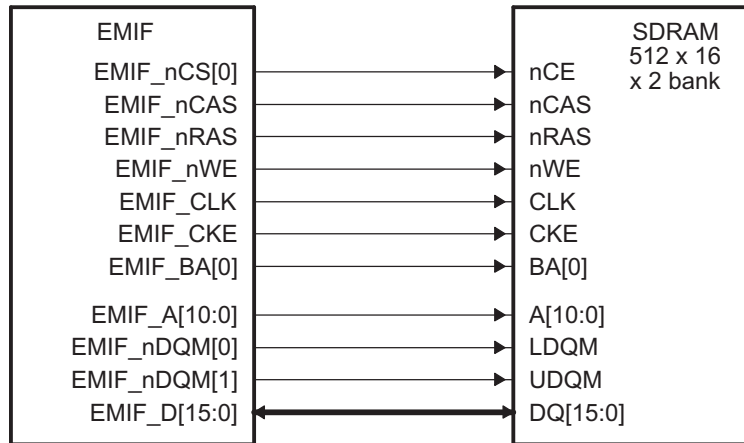 EMIF
SDRAM
512 x 16
x 2 bank
EMIF_nCS[0]
nCE
EMIF_nCAS
nCAS
EMIF_nRAS
nRAS
EMIF_nWE
nWE
EMIF_CLK
CLK
EMIF_CKE
CKE
EMIF_BA[0]
BA[0]
EMIF_A[10:0]
A[10:0]
EMIF_nDQM[0]
LDQM
EMIF_nDQM[1]
UDQM
EMIF_D[15:0]
DQ[15:0]